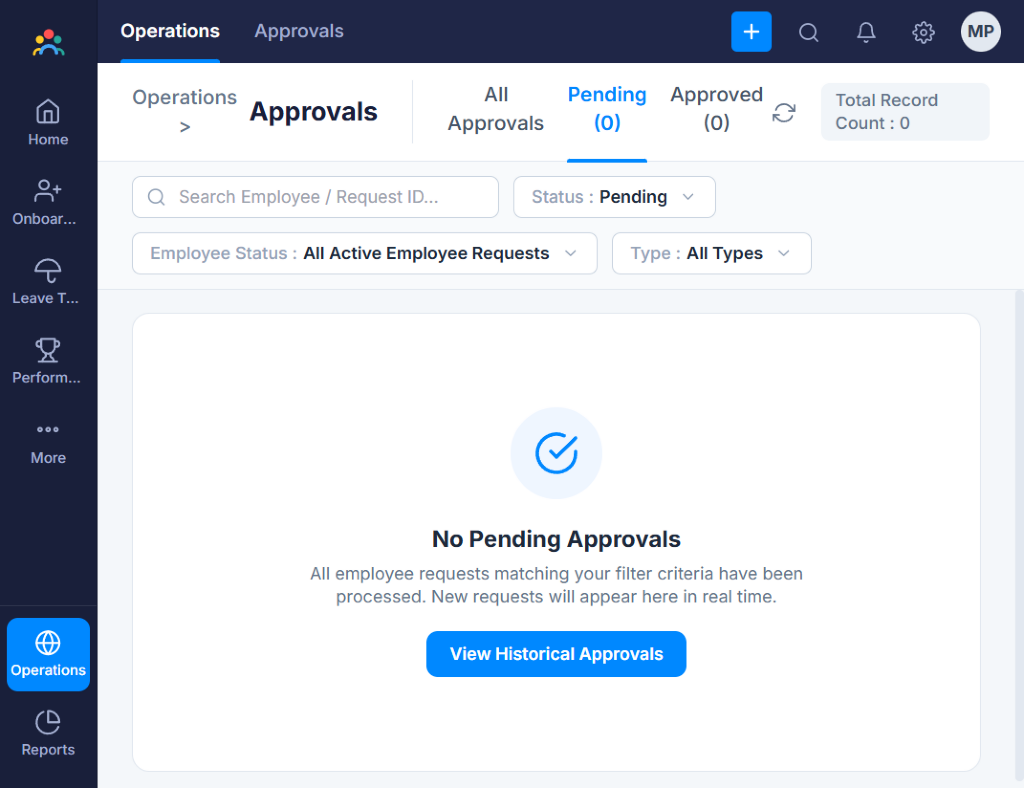 Operations
Approvals
MP
Home
Onboar...
Leave T...
Perform...
More
Operations
Reports
Operations
>
Approvals
All
Approvals
Pending
(0)
Approved
(0)
Total Record
Count : 0
Search Employee / Request ID...
Status : Pending
Employee Status : All Active Employee Requests
Type : All Types
No Pending Approvals
All employee requests matching your filter criteria have been
processed. New requests will appear here in real time.
View Historical Approvals